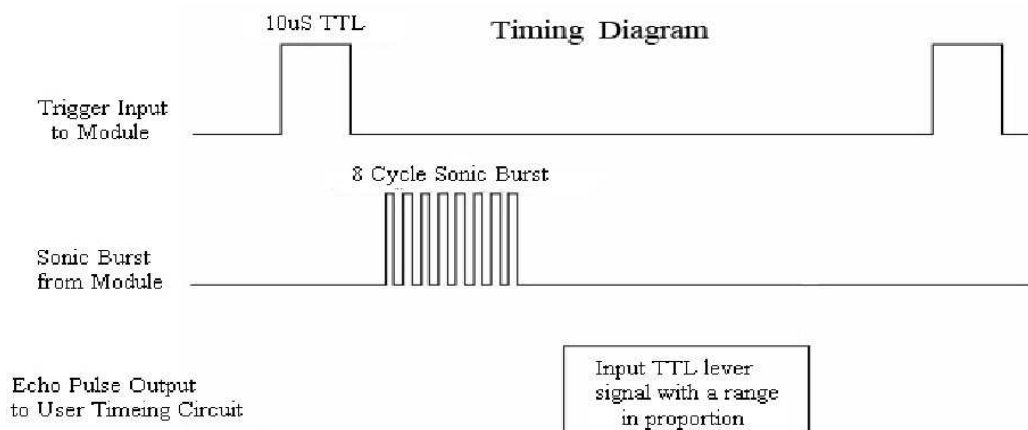 10uS TTL
Timing Diagram
Trigger Input
to Module
8 Cycle Sonic Burst
Sonic Burst
from Module
Echo Pulse Output
to User Timeing Circuit
Input TTL lever
signal with a range
in proportion